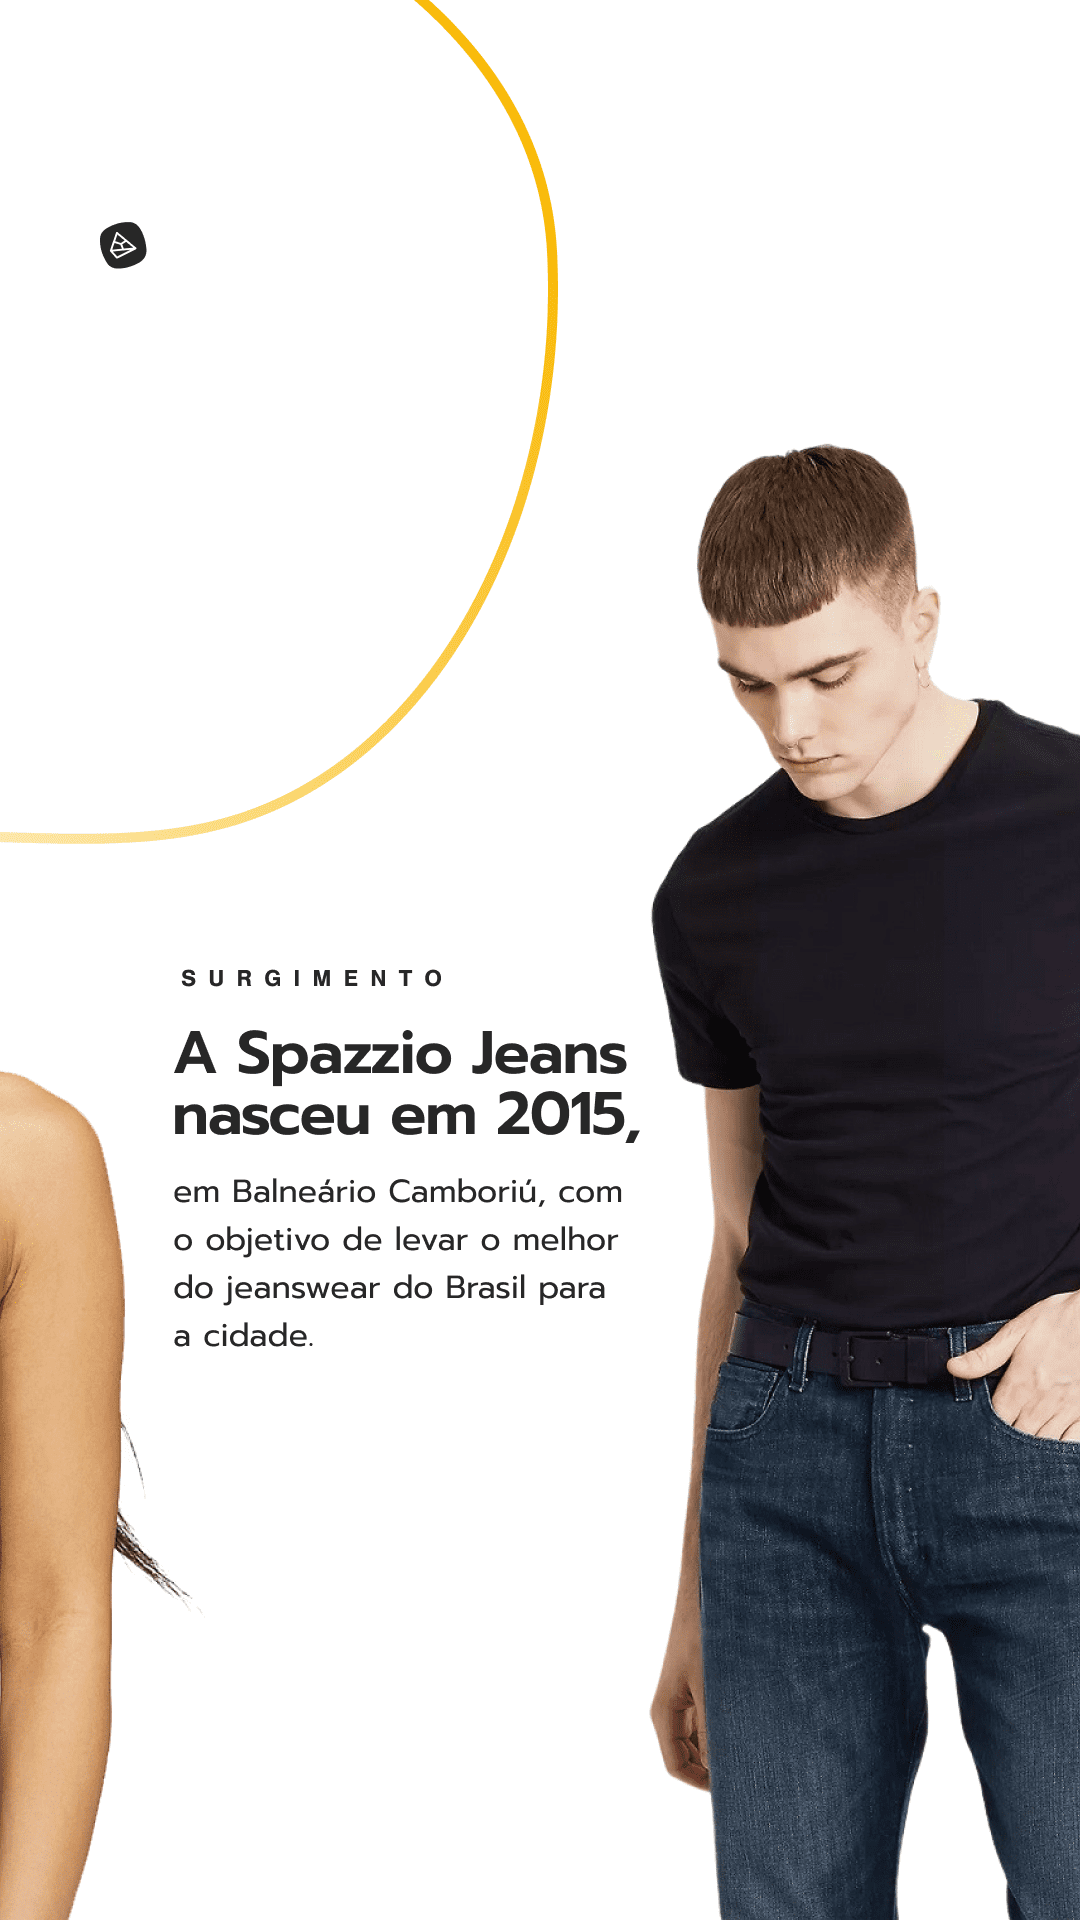 SURGIMENTO
A Spazzio Jeans
nasceu em 2015,
em Balneário Camboriú, com
o objetivo de levar o melhor
do jeanswear do Brasil para
a cidade.